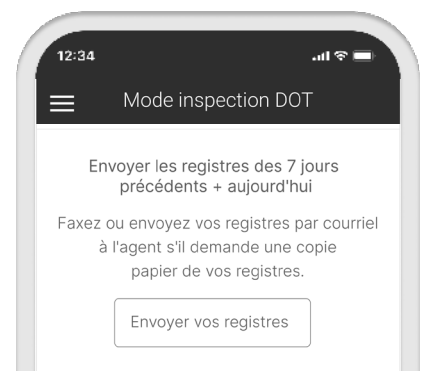 12:34
Mode inspection DOT
Envoyer les registres des 7 jours
précédents + aujourd'hui
Faxez ou envoyez vos registres par courriel
à l'agent s'il demande une copie
papier de vos registres.
Envoyer vos registres